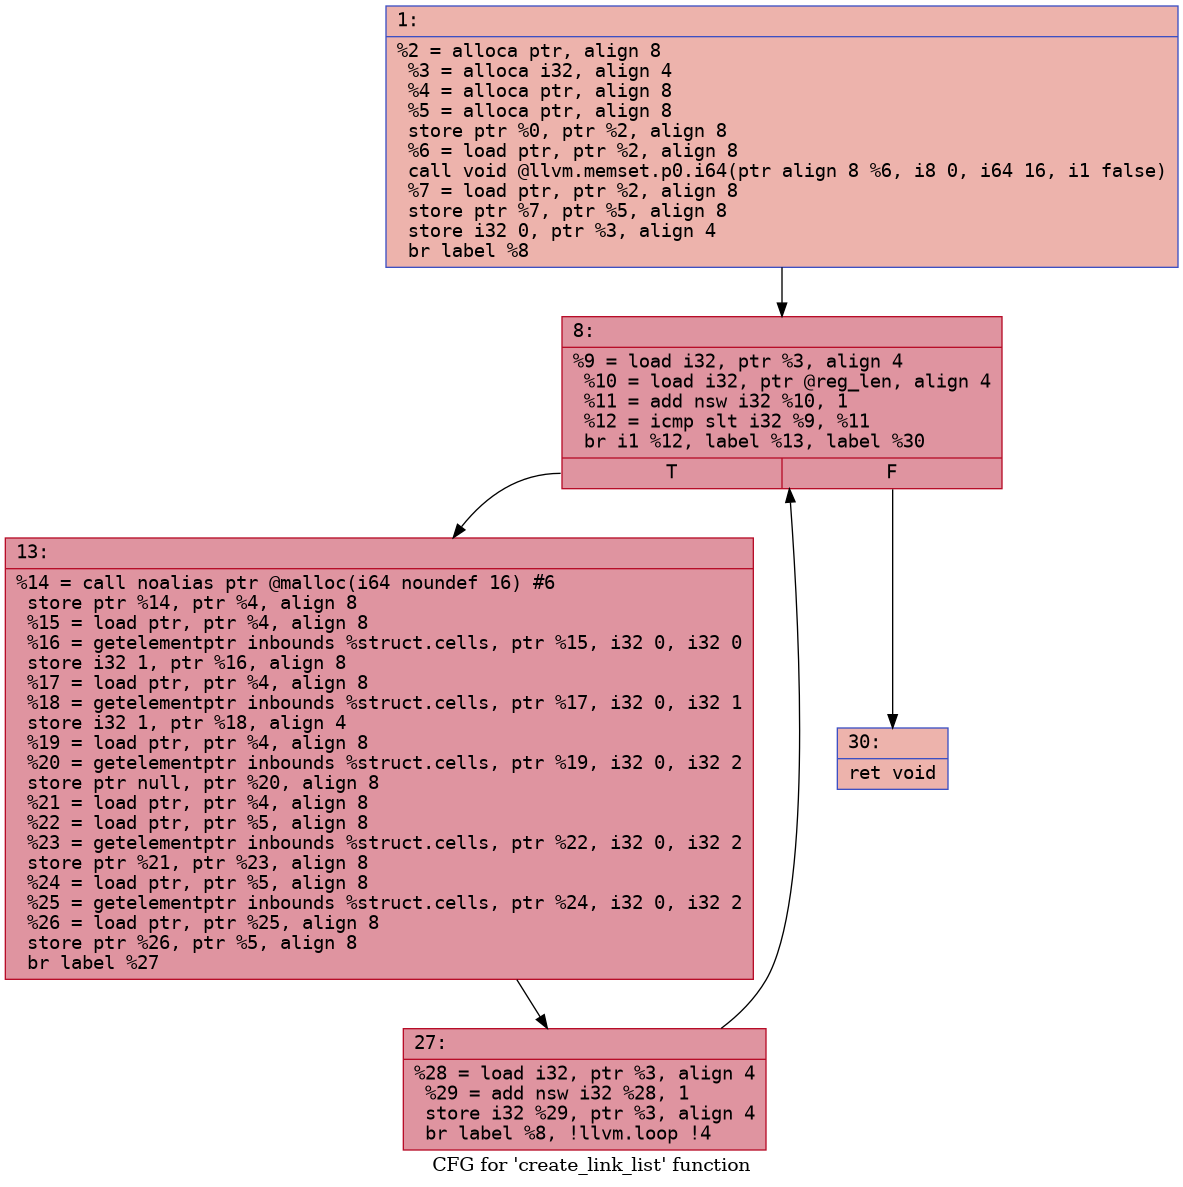 1:
%2 = alloca ptr, align 8
%3 = alloca i32, align 4
%4 = alloca ptr, align 8
%5 = alloca ptr, align 8
store ptr %0, ptr %2, align 8
%6 = load ptr, ptr %2, align 8
call void @llvm.memset.p0.i64(ptr align 8 %6, i8 0, i64 16, i1 false)
%7 = load ptr, ptr %2, align 8
store ptr %7, ptr %5, align 8
store i32 0, ptr %3, align 4
br label %8
8:
%9 = load i32, ptr %3, align 4
%10 = load i32, ptr @reg_len, align 4
%11 = add nsw i32 %10, 1
%12 = icmp slt i32 %9, %11
br i1 %12, label %13, label %30
T F
13:
%14 = call noalias ptr @malloc(i64 noundef 16) #6
store ptr %14, ptr %4, align 8
%15 = load ptr, ptr %4, align 8
%16 = getelementptr inbounds %struct.cells, ptr %15, i32 0, i32 0
store i32 1, ptr %16, align 8
%17 = load ptr, ptr %4, align 8
%18 = getelementptr inbounds %struct.cells, ptr %17, i32 0, i32 1
store i32 1, ptr %18, align 4
%19 = load ptr, ptr %4, align 8
%20 = getelementptr inbounds %struct.cells, ptr %19, i32 0, i32 2
store ptr null, ptr %20, align 8
%21 = load ptr, ptr %4, align 8
%22 = load ptr, ptr %5, align 8
%23 = getelementptr inbounds %struct.cells, ptr %22, i32 0, i32 2
store ptr %21, ptr %23, align 8
%24 = load ptr, ptr %5, align 8
%25 = getelementptr inbounds %struct.cells, ptr %24, i32 0, i32 2
%26 = load ptr, ptr %25, align 8
store ptr %26, ptr %5, align 8
br label %27
30:
ret void
27:
%28 = load i32, ptr %3, align 4
%29 = add nsw i32 %28, 1
store i32 %29, ptr %3, align 4
br label %8, !llvm.loop !4
CFG for 'create_link_list' function